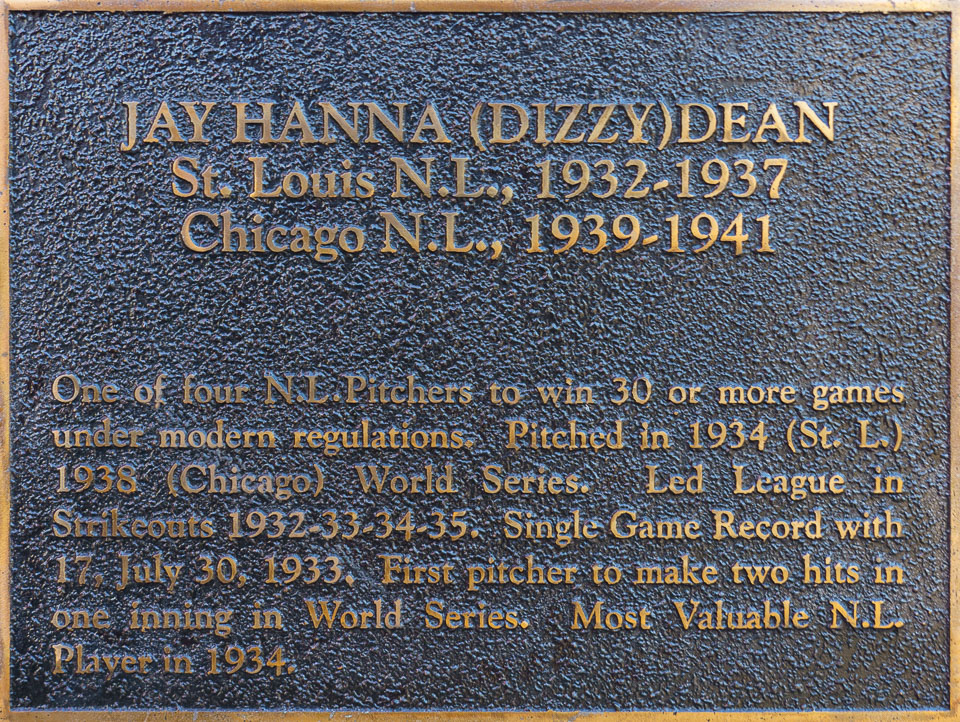 JAY HANNA (DIZZY) DEAN
St. Louis N.L., 1932-1937
Chicago N.L., 1939-1941
One of four N.L. Pitchers to win 30 or more games
under modern regulations. Pitched in 1934 (St. L.)
1938 (Chicago) World Series. Led League in
Strikeouts 1932-33-34-35. Single Game Record with
17, July 30, 1933. First pitcher to make two hits in
one inning in World Series. Most Valuable N.L.
Player in 1934.